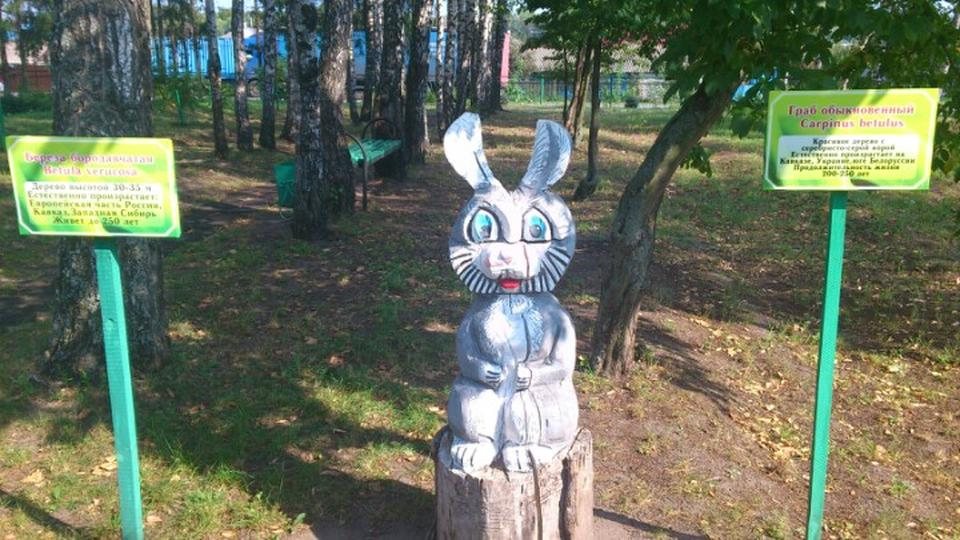 Береза бородавчатая
Betula verucosa
Дерево высотой 30-35 м
Естественно произрастает:
Европейская часть России,
Кавказ, Западная Сибирь
Живет до 250 лет
Граб обыкновенный
Carpinus betulus
Красивое дерево с
серебристо-серой корой
Естественно произрастает на
Кавказе, Украине, юге Белоруссии
Продолжительность жизни
200-250 лет